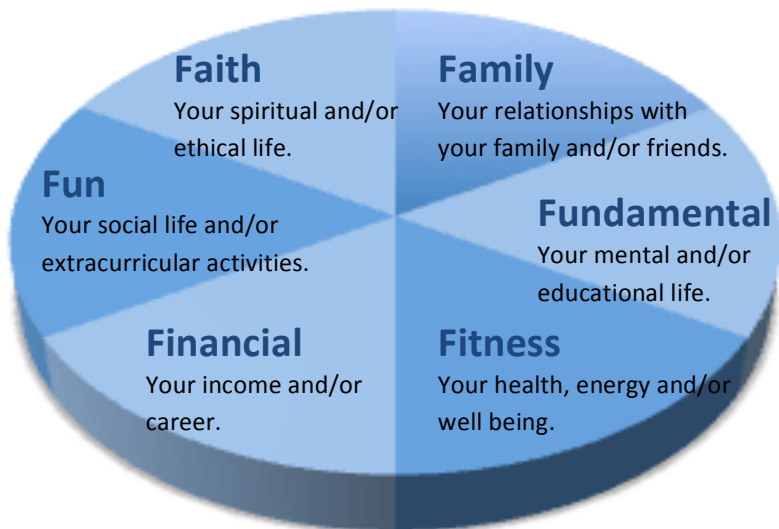 Faith
Your spiritual and/or
ethical life.
Family
Your relationships with
your family and/or friends.
Fun
Your social life and/or
extracurricular activities.
Fundamental
Your mental and/or
educational life.
Financial
Your income and/or
career.
Fitness
Your health, energy and/or
well being.